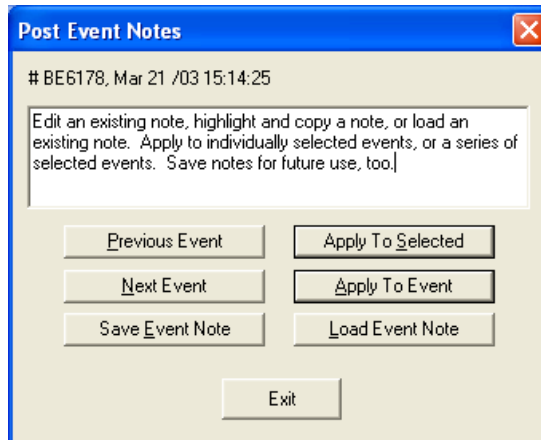 Post Event Notes
# BE6178, Mar 21 /03 15:14:25
Edit an existing note, highlight and copy a note, or load an
existing note.  Apply to individually selected events, or a series of
selected events.  Save notes for future use, too.
Previous Event
Apply To Selected
Next Event
Apply To Event
Save Event Note
Load Event Note
Exit